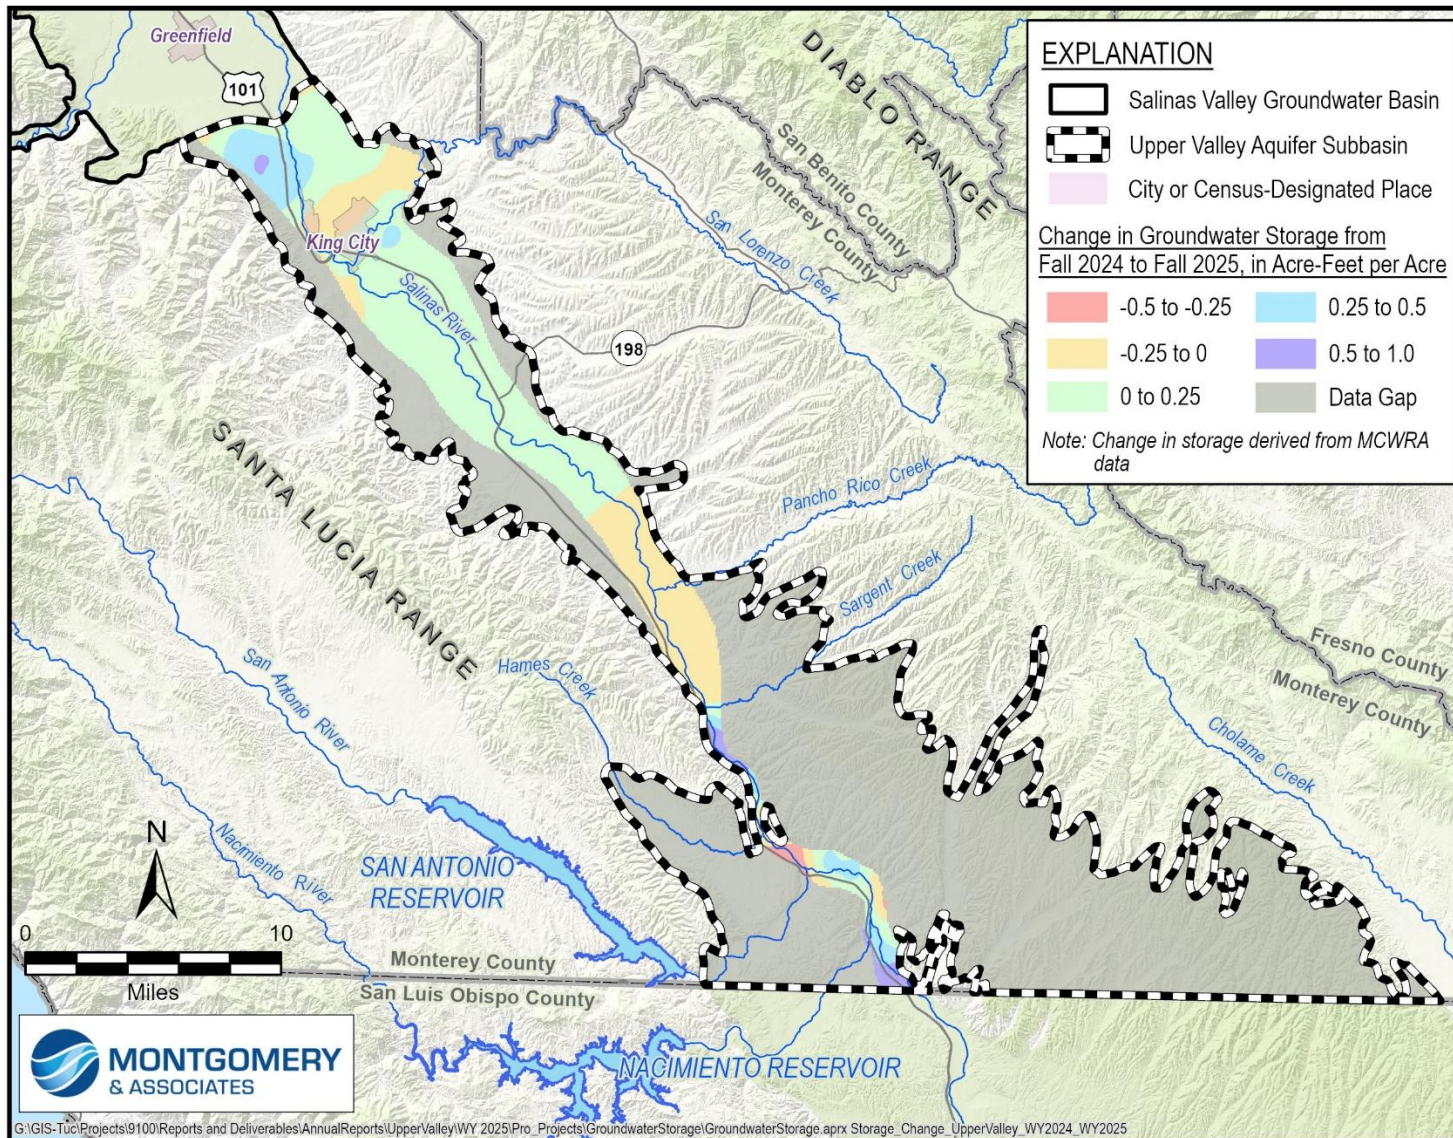 Greenfield
101
DIABLO RANGE
San Benito County
Monterey County
EXPLANATION
Salinas Valley Groundwater Basin
Upper Valley Aquifer Subbasin
City or Census-Designated Place
Change in Groundwater Storage from
Fall 2024 to Fall 2025, in Acre-Feet per Acre
-0.5 to -0.25
0.25 to 0.5
-0.25 to 0
0.5 to 1.0
0 to 0.25
Data Gap
Note: Change in storage derived from MCWRA
data
King City
San Lorenzo Creek
Salinas River
198
SANTA LUCIA RANGE
Pancho Rico Creek
Sargent Creek
Hames Creek
San Antonio River
Fresno County
Monterey County
Cholame Creek
Nacimiento River
N
SAN ANTONIO
RESERVOIR
0 10
Miles
Monterey County
San Luis Obispo County
MONTGOMERY
& ASSOCIATES
NACIMIENTO RESERVOIR
G:\GIS-Tuc\Projects\9100\Reports and Deliverables\AnnualReports\UpperValley\WY 2025\Pro_Projects\GroundwaterStorage\GroundwaterStorage.aprx Storage_Change_UpperValley_WY2024_WY2025